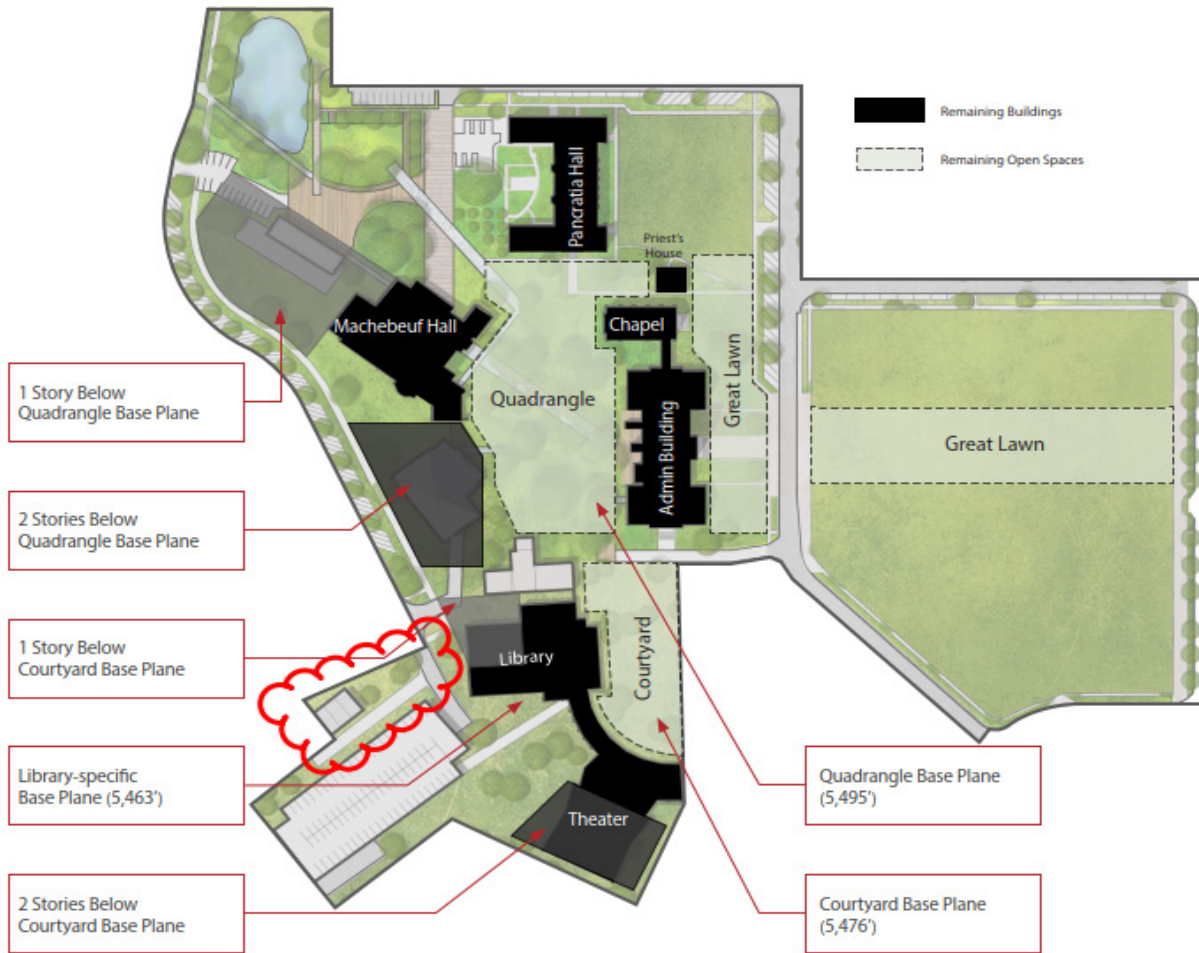 Remaining Buildings
Remaining Open Spaces
Pancratia Hall
Priest's
House
Machebeuf Hall
Chapel
1 Story Below
Quadrangle Base Plane
Quadrangle
Great Lawn
Admin Building
Great Lawn
2 Stories Below
Quadrangle Base Plane
1 Story Below
Courtyard Base Plane
Library
Courtyard
Library-specific
Base Plane (5,463')
Quadrangle Base Plane
(5,495')
Theater
2 Stories Below
Courtyard Base Plane
Courtyard Base Plane
(5,476')